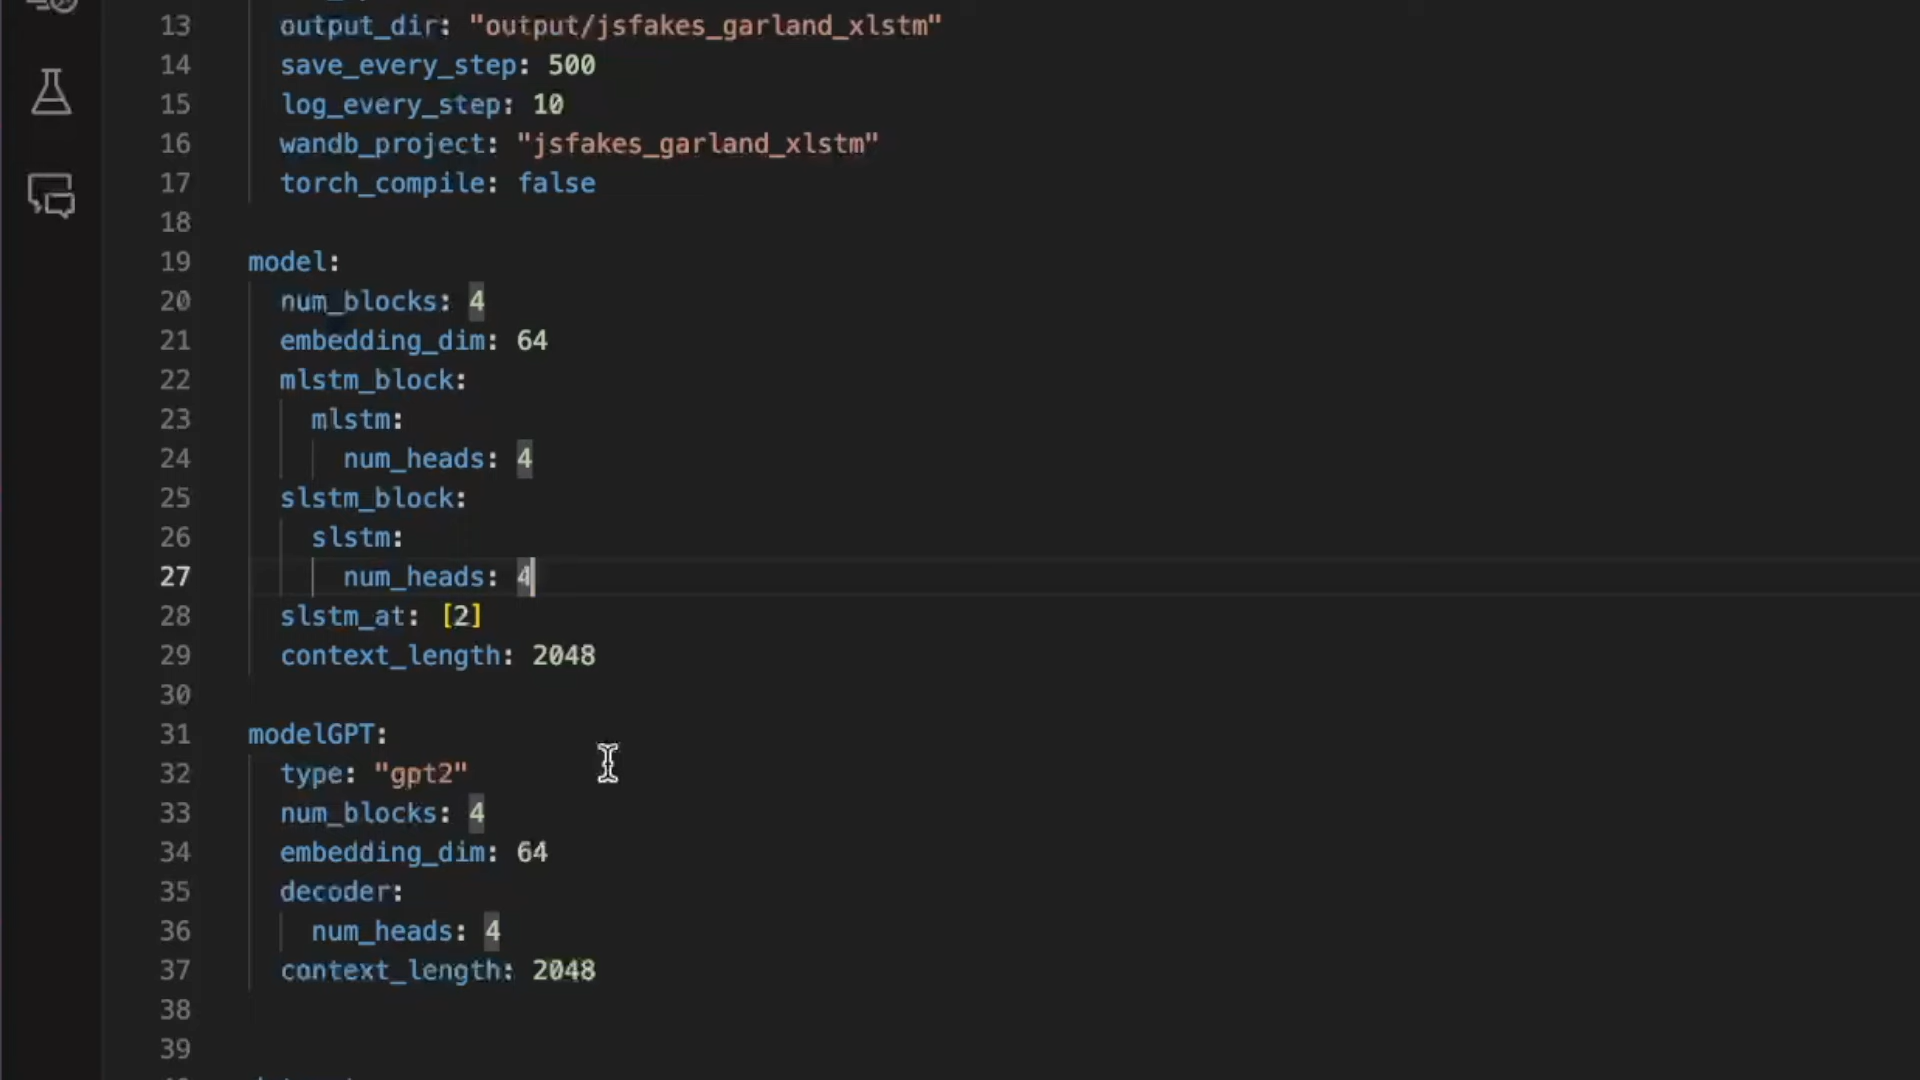 13 output_dir: "output/jsfakes_garland_xlstm"
14 save_every_step: 500
15 log_every_step: 10
16 wandb_project: "jsfakes_garland_xlstm"
17 torch_compile: false
18
19 model:
20 num_blocks: 4
21 embedding_dim: 64
22 mlstm_block:
23 mlstm:
24 num_heads: 4
25 slstm_block:
26 slstm:
27 num_heads: 4
28 slstm_at: [2]
29 context_length: 2048
30
31 modelGPT:
32 type: "gpt2"
33 num_blocks: 4
34 embedding_dim: 64
35 decoder:
36 num_heads: 4
37 context_length: 2048
38
39